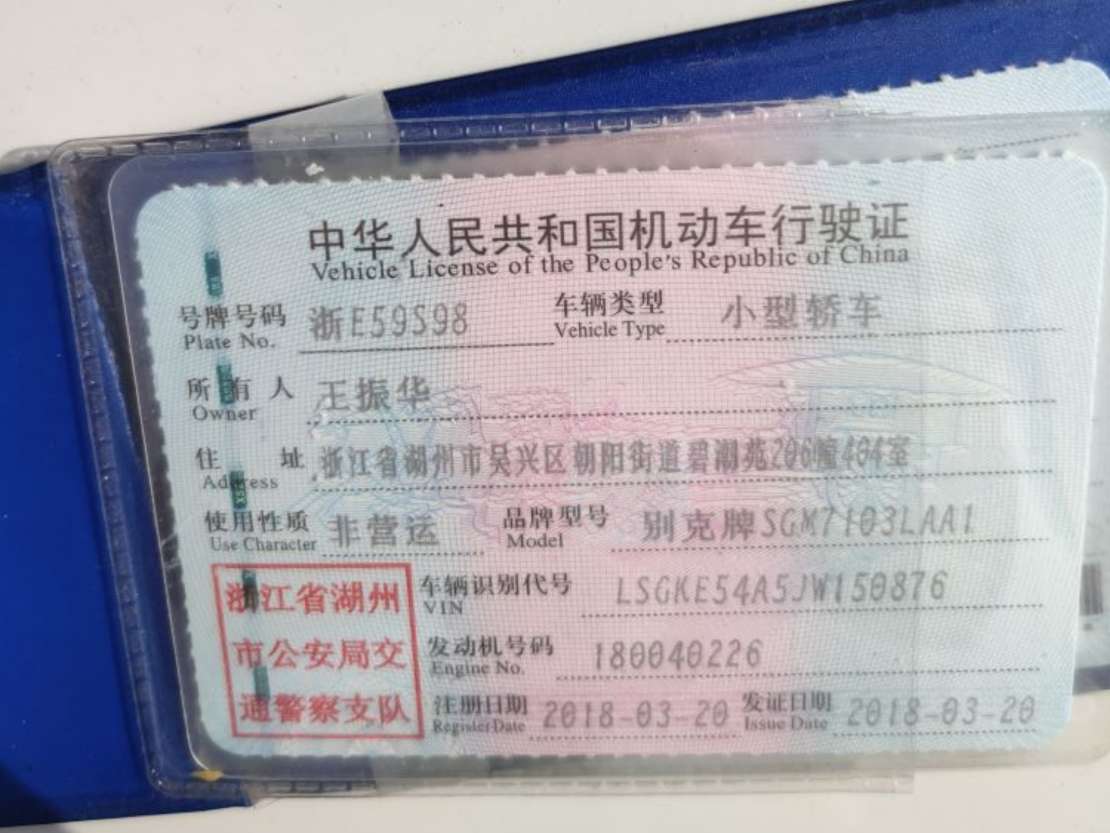 中华人民共和国机动车行驶证
Vehicle License of the People's Republic of China
号牌号码 浙E59S98 车辆类型 小型轿车
Plate No. Vehicle Type
所有人 王振华
Owner
住址 浙江省湖州市吴兴区朝阳街道碧潮苑206幢404室
Address
使用性质 非营运 品牌型号 别克牌SGM7103LAA1
Use Character Model
浙江省湖州
市公安局交
通警察支队
车辆识别代号 LSGKE54A5JW150876
VIN
发动机号码 180040226
Engine No.
注册日期 2018-03-20 发证日期 2018-03-20
Register Date Issue Date